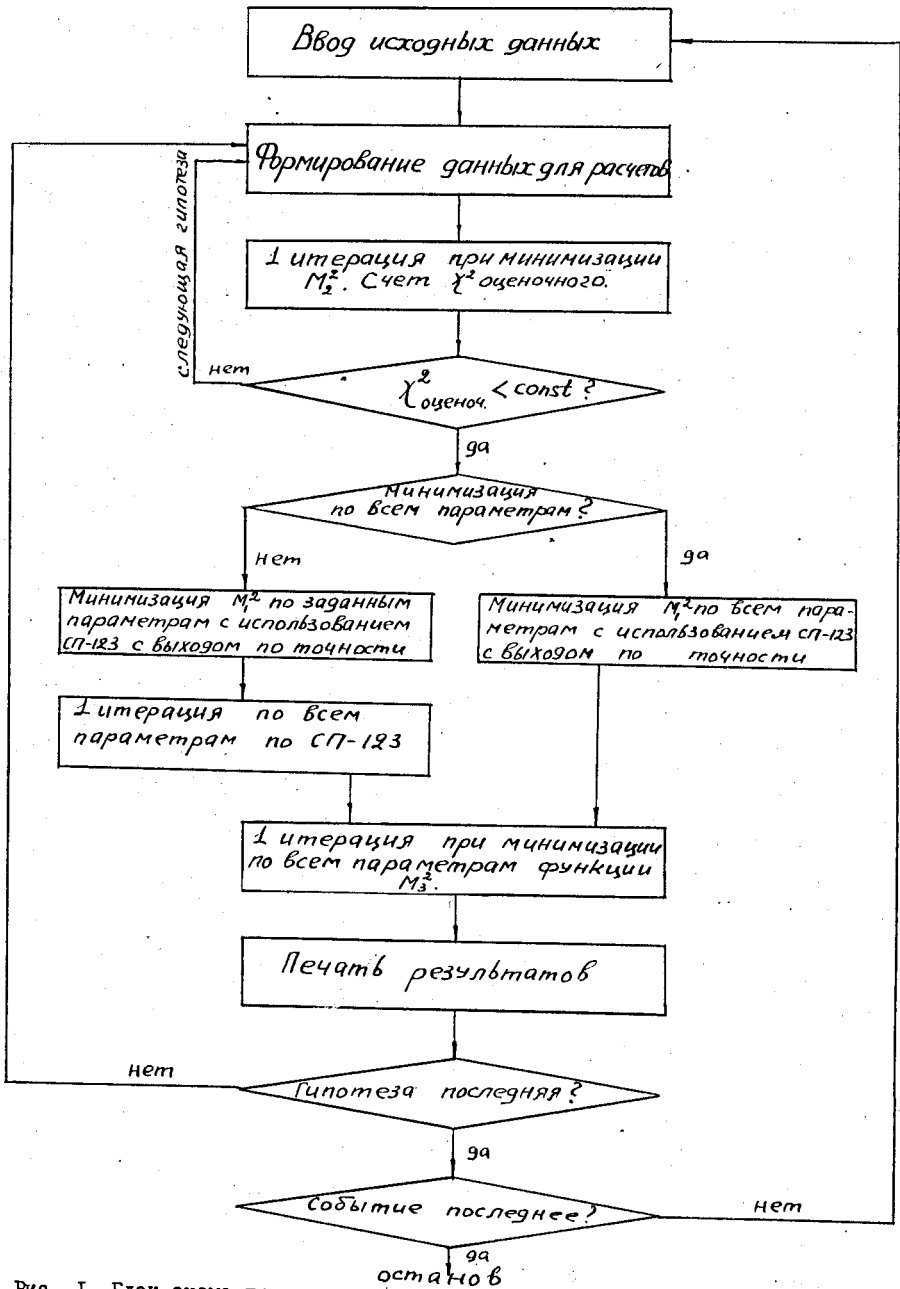 Ввод исходных данных
Формирование данных для расчетов
следующая гипотеза
1 итерация при минимизации
M₂². Счет χ² оценочного.
нет
χ²оценоч. < const ?
да
минимизация
по всем параметрам?
нет
да
Минимизация M₁² по заданным
параметрам с использованием
СП-123 с выходом по точности
Минимизация M₁² по всем пара-
метрам с использованием СП-123
с выходом по точности
1 итерация по всем
параметрам по СП-123
1 итерация при минимизации
по всем параметрам функции
M₃².
Печать результатов
нет
Гипотеза последняя?
да
Событие последнее?
нет
да
останов
Рис. I.